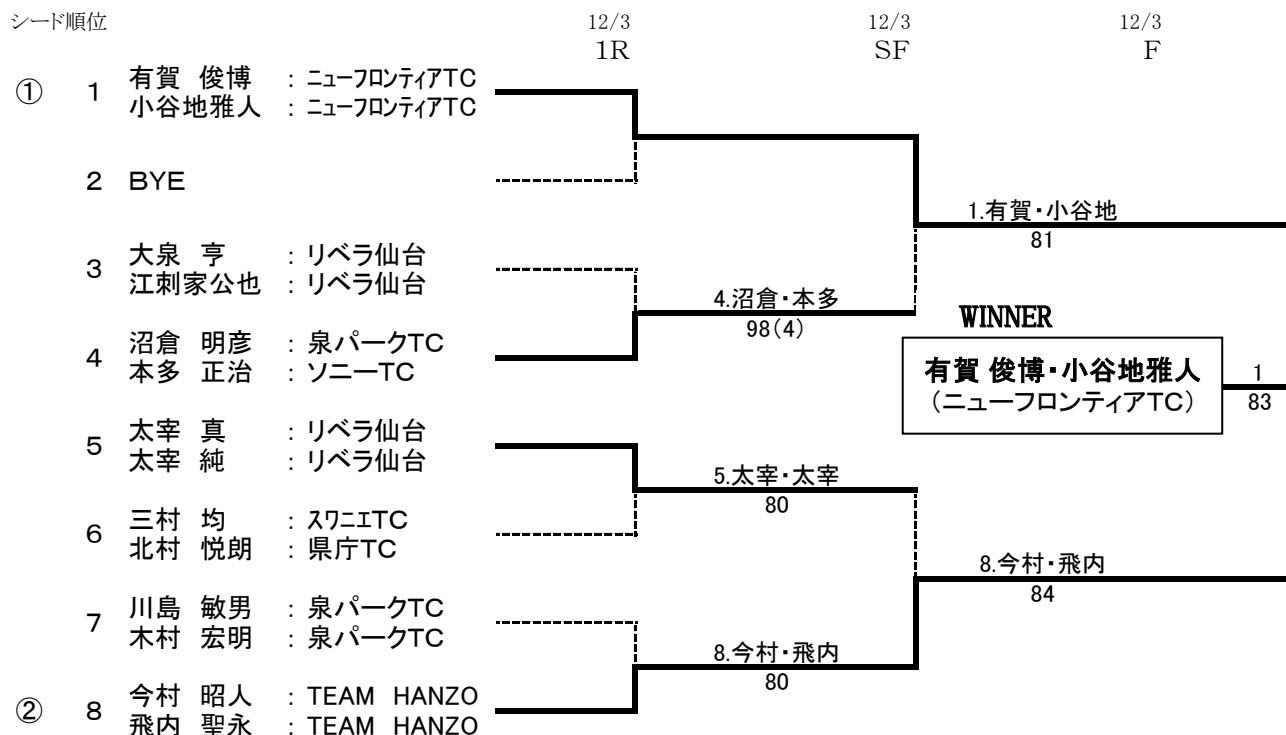 シード順位 12/3 12/3 12/3
1R SF F
① 1 有賀 俊博 : ニューフロンティアTC
小谷地雅人 : ニューフロンティアTC
2 BYE
1.有賀・小谷地
81
3 大泉 亨 : リベラ仙台
江刺家公也 : リベラ仙台
4.沼倉・本多
98(4)
4 沼倉 明彦 : 泉パークTC
本多 正治 : ソニーTC
WINNER
有賀 俊博・小谷地雅人
(ニューフロンティアTC)
1
83
5 太宰 真 : リベラ仙台
太宰 純 : リベラ仙台
5.太宰・太宰
80
6 三村 均 : スワニエTC
北村 悦朗 : 県庁TC
8.今村・飛内
84
7 川島 敏男 : 泉パークTC
木村 宏明 : 泉パークTC
8.今村・飛内
80
② 8 今村 昭人 : TEAM HANZO
飛内 聖永 : TEAM HANZO